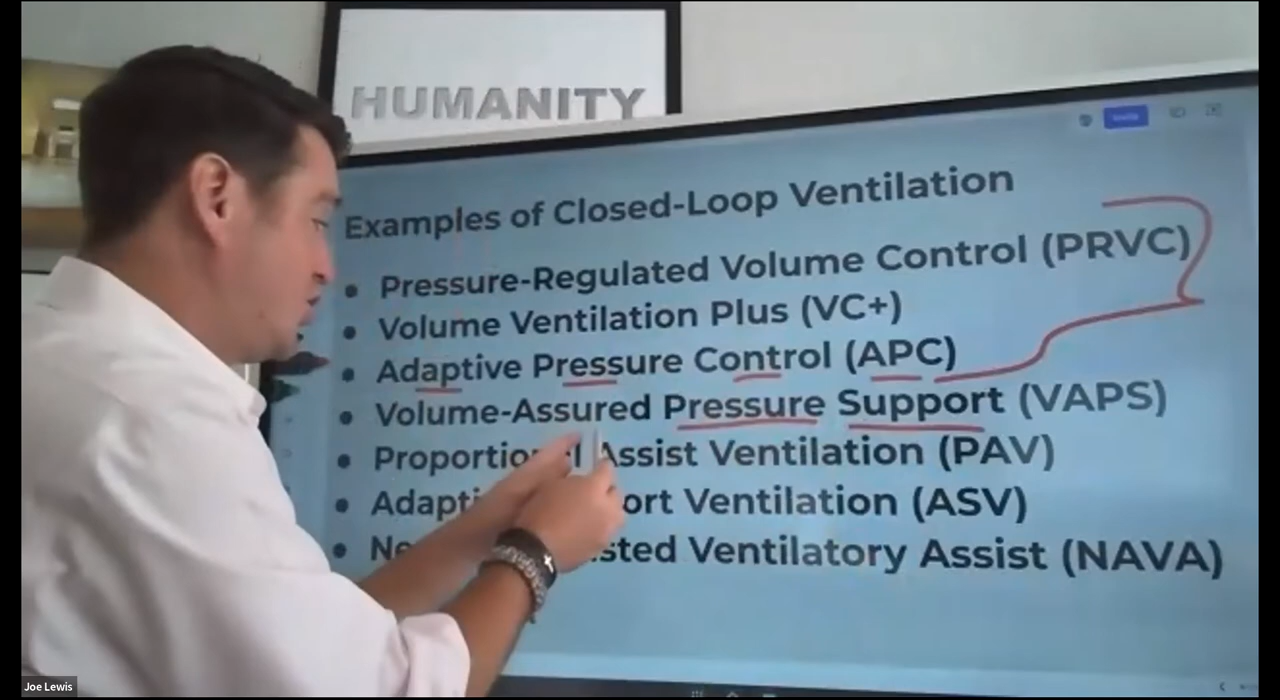 HUMANITY
Examples of Closed-Loop Ventilation
• Pressure-Regulated Volume Control (PRVC)
• Volume Ventilation Plus (VC+)
• Adaptive Pressure Control (APC)
• Volume-Assured Pressure Support (VAPS)
• Assist Ventilation (PAV)
• Ventilation (ASV)
• Ventilatory Assist (NAVA)
Joe Lewis